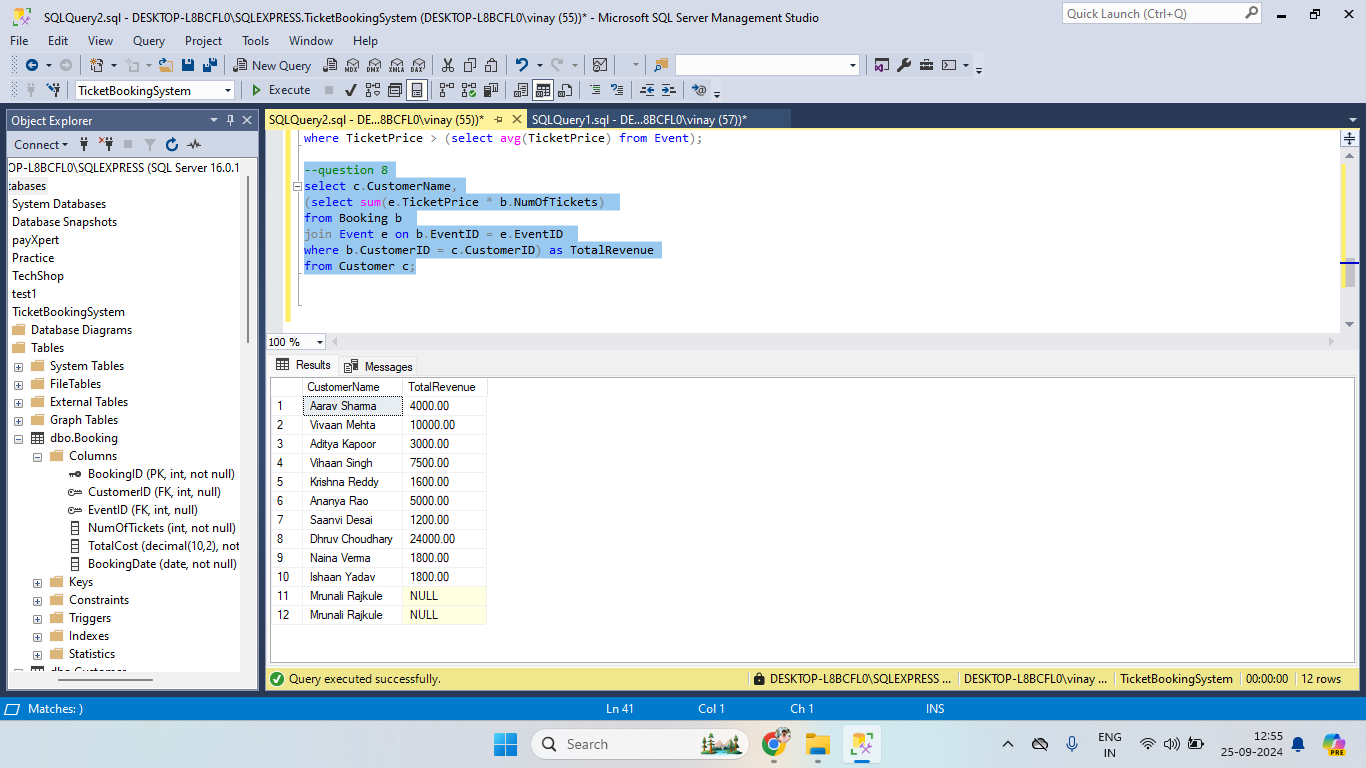 SQLQuery2.sql - DESKTOP-L8BCFL0\SQLEXPRESS.TicketBookingSystem (DESKTOP-L8BCFL0\vinay (55))* - Microsoft SQL Server Management Studio
Quick Launch (Ctrl+Q)
File Edit View Query Project Tools Window Help
New Query
MDX DMX XMLA DAX
TicketBookingSystem
Execute
Object Explorer
SQLQuery2.sql - DE...8BCFL0\vinay (55))*
SQLQuery1.sql - DE...8BCFL0\vinay (57))*
Connect
OP-L8BCFL0\SQLEXPRESS (SQL Server 16.0.1
tabases
System Databases
Database Snapshots
payXpert
Practice
TechShop
test1
TicketBookingSystem
Database Diagrams
Tables
System Tables
FileTables
External Tables
Graph Tables
dbo.Booking
Columns
BookingID (PK, int, not null)
CustomerID (FK, int, null)
EventID (FK, int, null)
NumOfTickets (int, not null)
TotalCost (decimal(10,2), not
BookingDate (date, not null)
Keys
Constraints
Triggers
Indexes
Statistics
dbo.Customer
where TicketPrice > (select avg(TicketPrice) from Event);
--question 8
select c.CustomerName,
(select sum(e.TicketPrice * b.NumOfTickets)
from Booking b
join Event e on b.EventID = e.EventID
where b.CustomerID = c.CustomerID) as TotalRevenue
from Customer c;
100 %
Results Messages
CustomerName TotalRevenue
1 Aarav Sharma 4000.00
2 Vivaan Mehta 10000.00
3 Aditya Kapoor 3000.00
4 Vihaan Singh 7500.00
5 Krishna Reddy 1600.00
6 Ananya Rao 5000.00
7 Saanvi Desai 1200.00
8 Dhruv Choudhary 24000.00
9 Naina Verma 1800.00
10 Ishaan Yadav 1800.00
11 Mrunali Rajkule NULL
12 Mrunali Rajkule NULL
Query executed successfully.
DESKTOP-L8BCFL0\SQLEXPRESS ... DESKTOP-L8BCFL0\vinay ... TicketBookingSystem 00:00:00 12 rows
Matches: )
Ln 41 Col 1 Ch 1 INS
Search
ENG
IN
12:55
25-09-2024
PRE